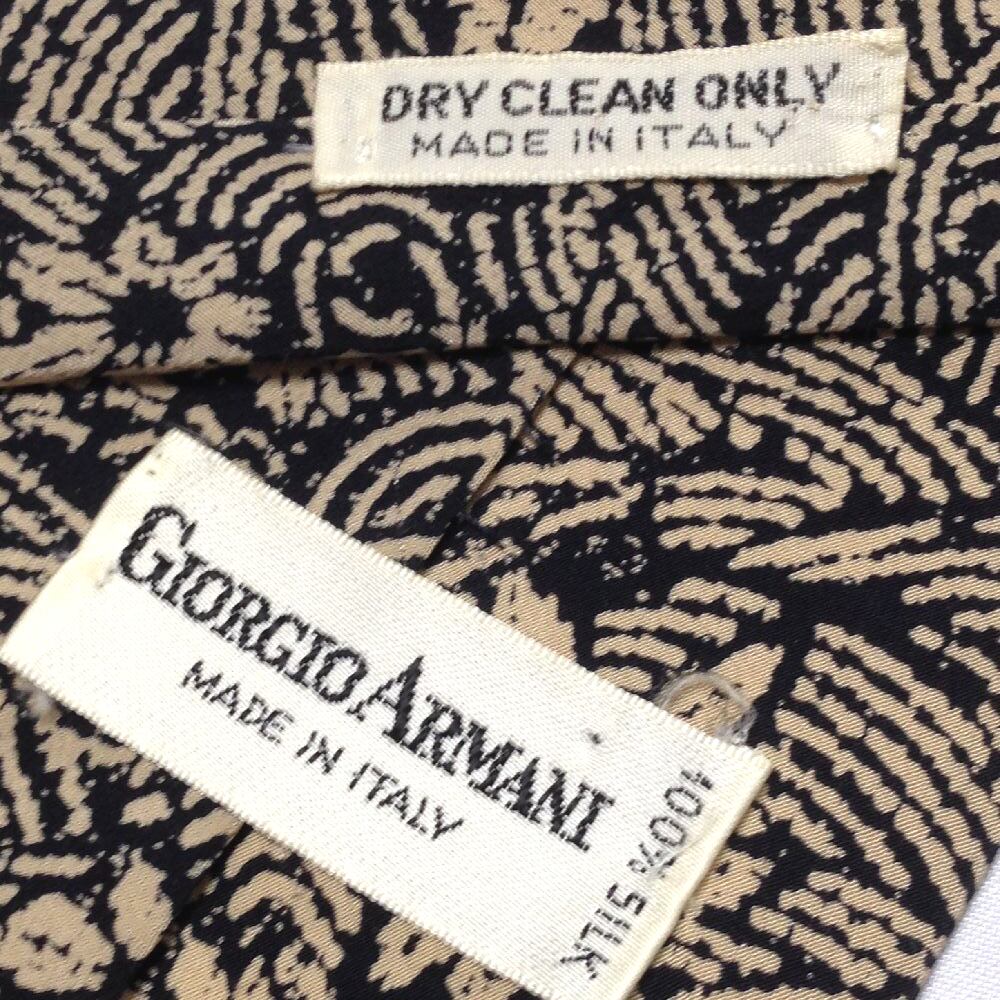 DRY CLEAN ONLY
MADE IN ITALY
GIORGIO ARMANI
MADE IN ITALY
100% SILK